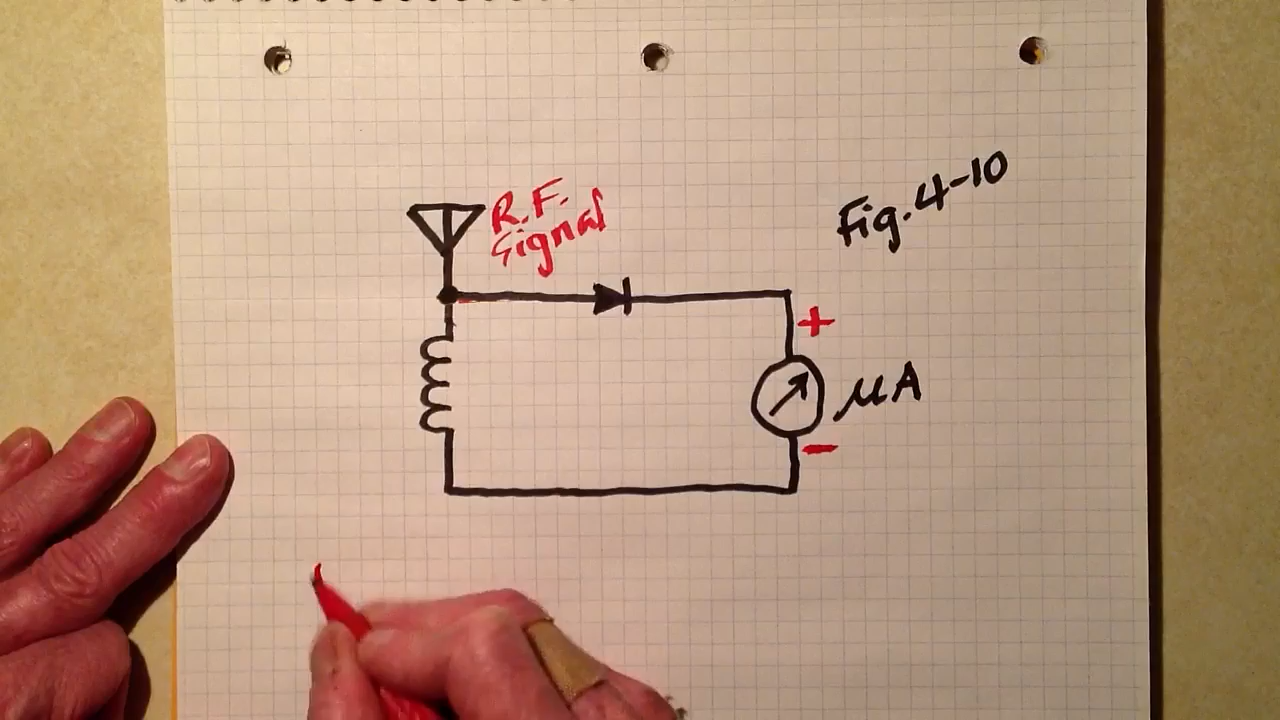 R.F.
Signal
Fig. 4-10
+
μA
-